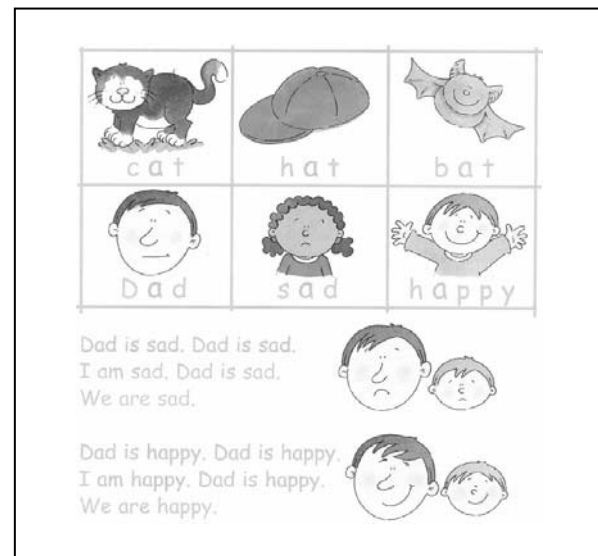 cat hat bat
Dad sad happy
Dad is sad. Dad is sad.
I am sad. Dad is sad.
We are sad.
Dad is happy. Dad is happy.
I am happy. Dad is happy.
We are happy.